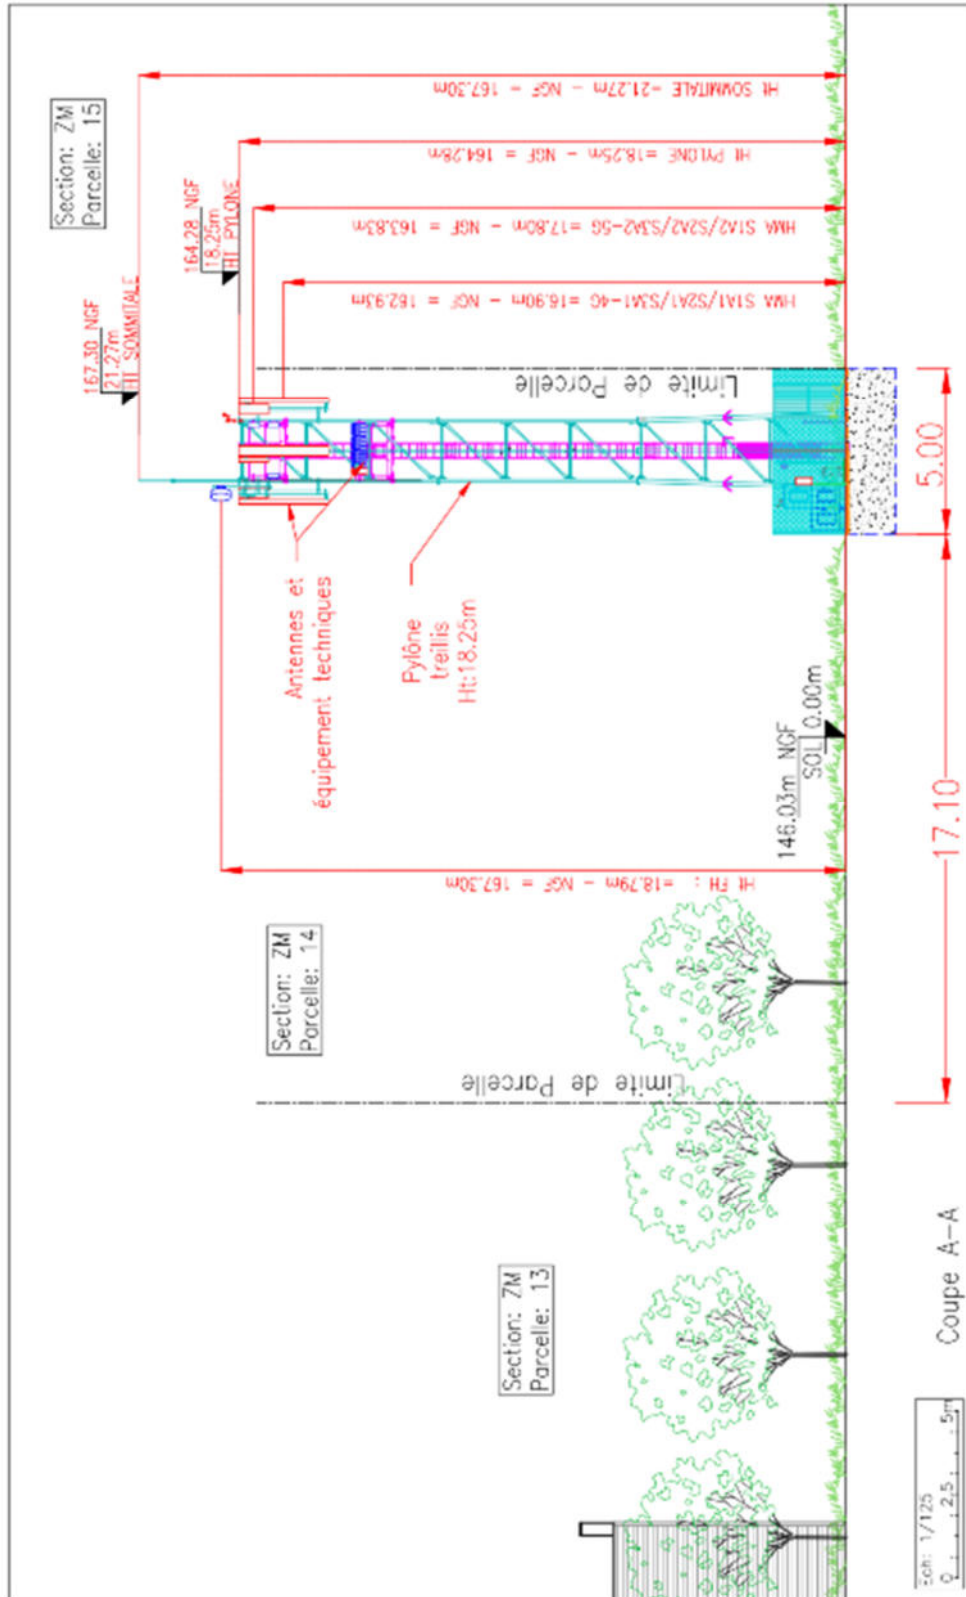 Section: ZM
Parcelle: 15
167.30 NGF
21.27m
Ht SOMMITALE
164.28 NGF
18.25m
Ht PYLONE
Ht SOMMITALE =21.27m - NGF = 167.30m
Ht PYLONE =18.25m - NGF = 164.28m
HMA S1A2/S2A2/S3A2-5G =17.80m - NGF = 163.83m
HMA S1A1/S2A1/S3A1-4G =16.90m - NGF = 162.93m
Limite de Parcelle
Antennes et
équipement techniques
Pylône
treillis
Ht:18.25m
146.03m NGF
SOL 0.00m
Ht FH : =18.79m - NGF = 167.30m
Section: ZM
Parcelle: 14
Limite de Parcelle
Section: ZM
Parcelle: 13
5.00
17.10
Coupe A-A
Ech: 1/125
0 2,5 5m